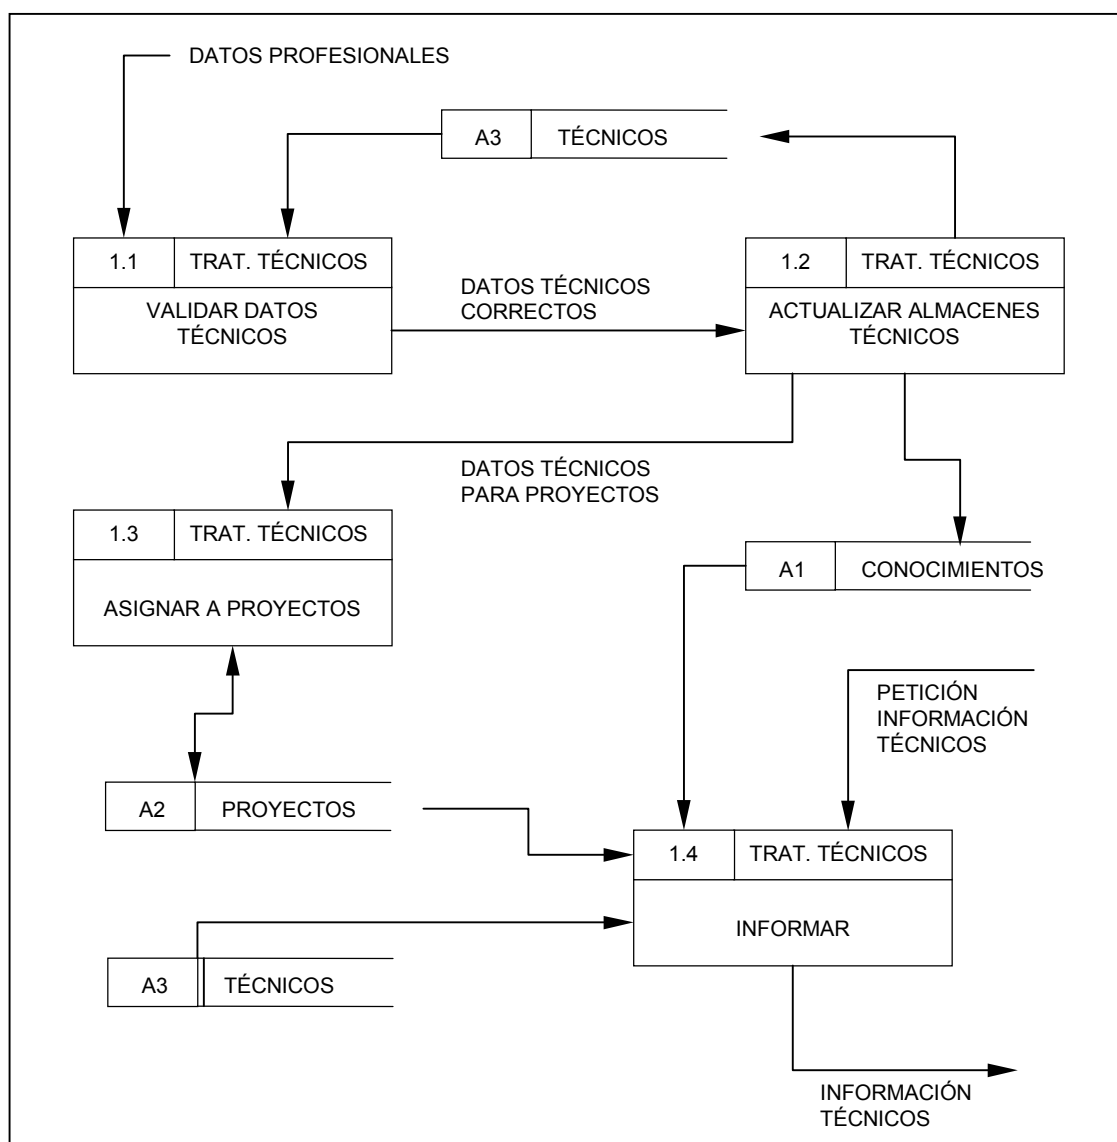 DATOS PROFESIONALES
A3 TÉCNICOS
1.1 TRAT. TÉCNICOS
VALIDAR DATOS
TÉCNICOS
DATOS TÉCNICOS
CORRECTOS
1.2 TRAT. TÉCNICOS
ACTUALIZAR ALMACENES
TÉCNICOS
DATOS TÉCNICOS
PARA PROYECTOS
1.3 TRAT. TÉCNICOS
ASIGNAR A PROYECTOS
A1 CONOCIMIENTOS
PETICIÓN
INFORMACIÓN
TÉCNICOS
A2 PROYECTOS
1.4 TRAT. TÉCNICOS
INFORMAR
A3 TÉCNICOS
INFORMACIÓN
TÉCNICOS